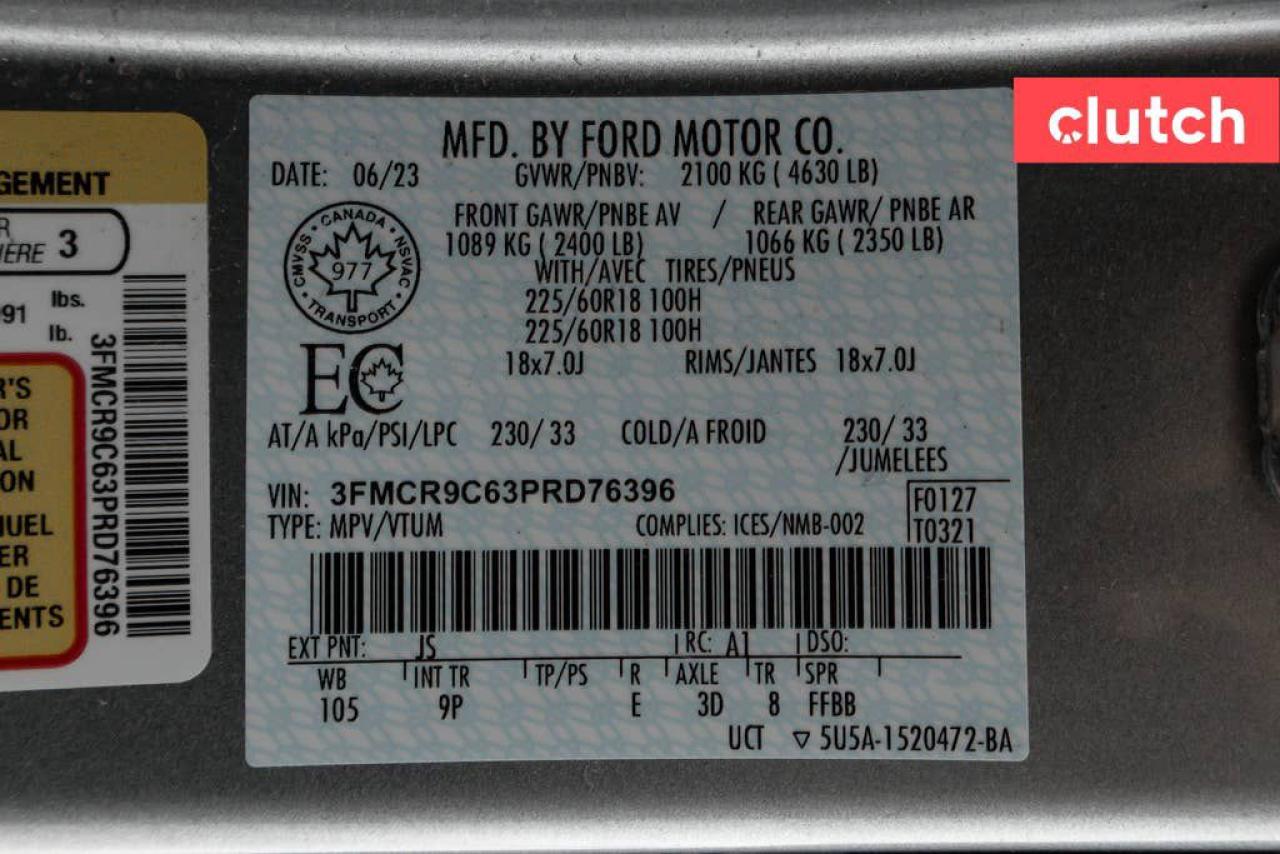 clutch
GEMENT
R
IÈRE 3
91 lbs.
lb.
R'S
OR
AL
ON
NUEL
ER
DE
ENTS
3FMCR9C63PRD76396
MFD. BY FORD MOTOR CO.
DATE: 06/23 GVWR/PNBV: 2100 KG ( 4630 LB)
FRONT GAWR/PNBE AV / REAR GAWR/ PNBE AR
1089 KG ( 2400 LB) 1066 KG ( 2350 LB)
WITH/AVEC TIRES/PNEUS
225/60R18 100H
225/60R18 100H
18x7.0J RIMS/JANTES 18x7.0J
CANADA
CMVSS NSVAC
977
TRANSPORT
EC
AT/A kPa/PSI/LPC 230/ 33 COLD/A FROID 230/ 33
/JUMELEES
VIN: 3FMCR9C63PRD76396 F0127
TYPE: MPV/VTUM COMPLIES: ICES/NMB-002 T0321
EXT PNT: JS RC: A1 DSO:
WB INT TR TP/PS R AXLE TR SPR
105 9P E 3D 8 FFBB
UCT ▽ 5U5A-1520472-BA